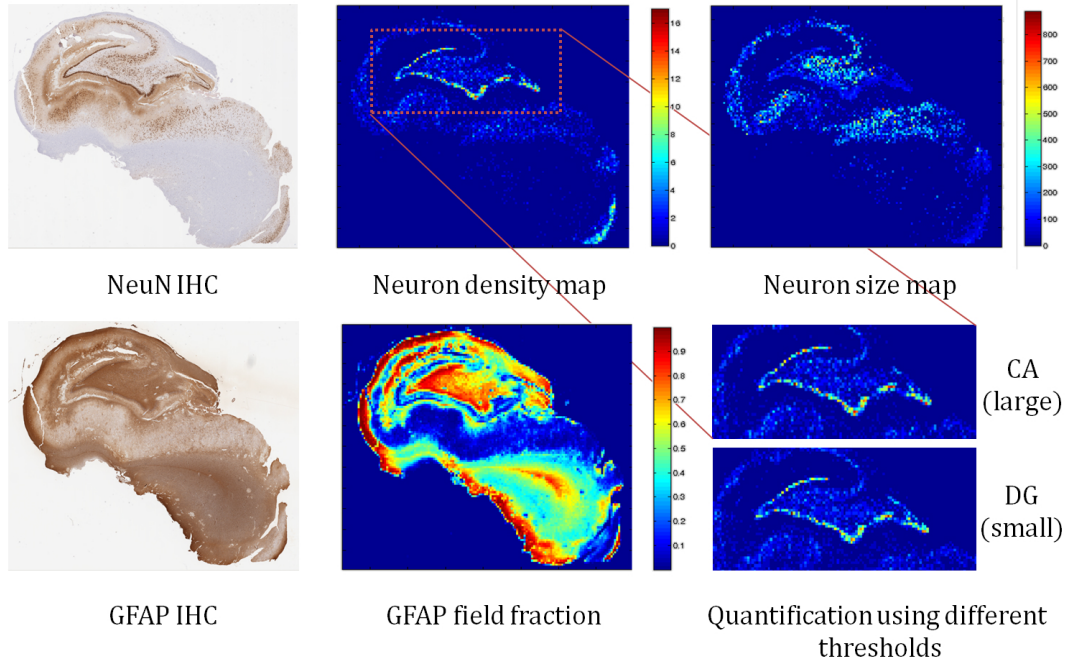 16
14
12
10
8
6
4
2
0
800
700
600
500
400
300
200
100
0
NeuN IHC
Neuron density map
Neuron size map
0.9
0.8
0.7
0.6
0.5
0.4
0.3
0.2
0.1
CA
(large)
DG
(small)
GFAP IHC
GFAP field fraction
Quantification using different
thresholds